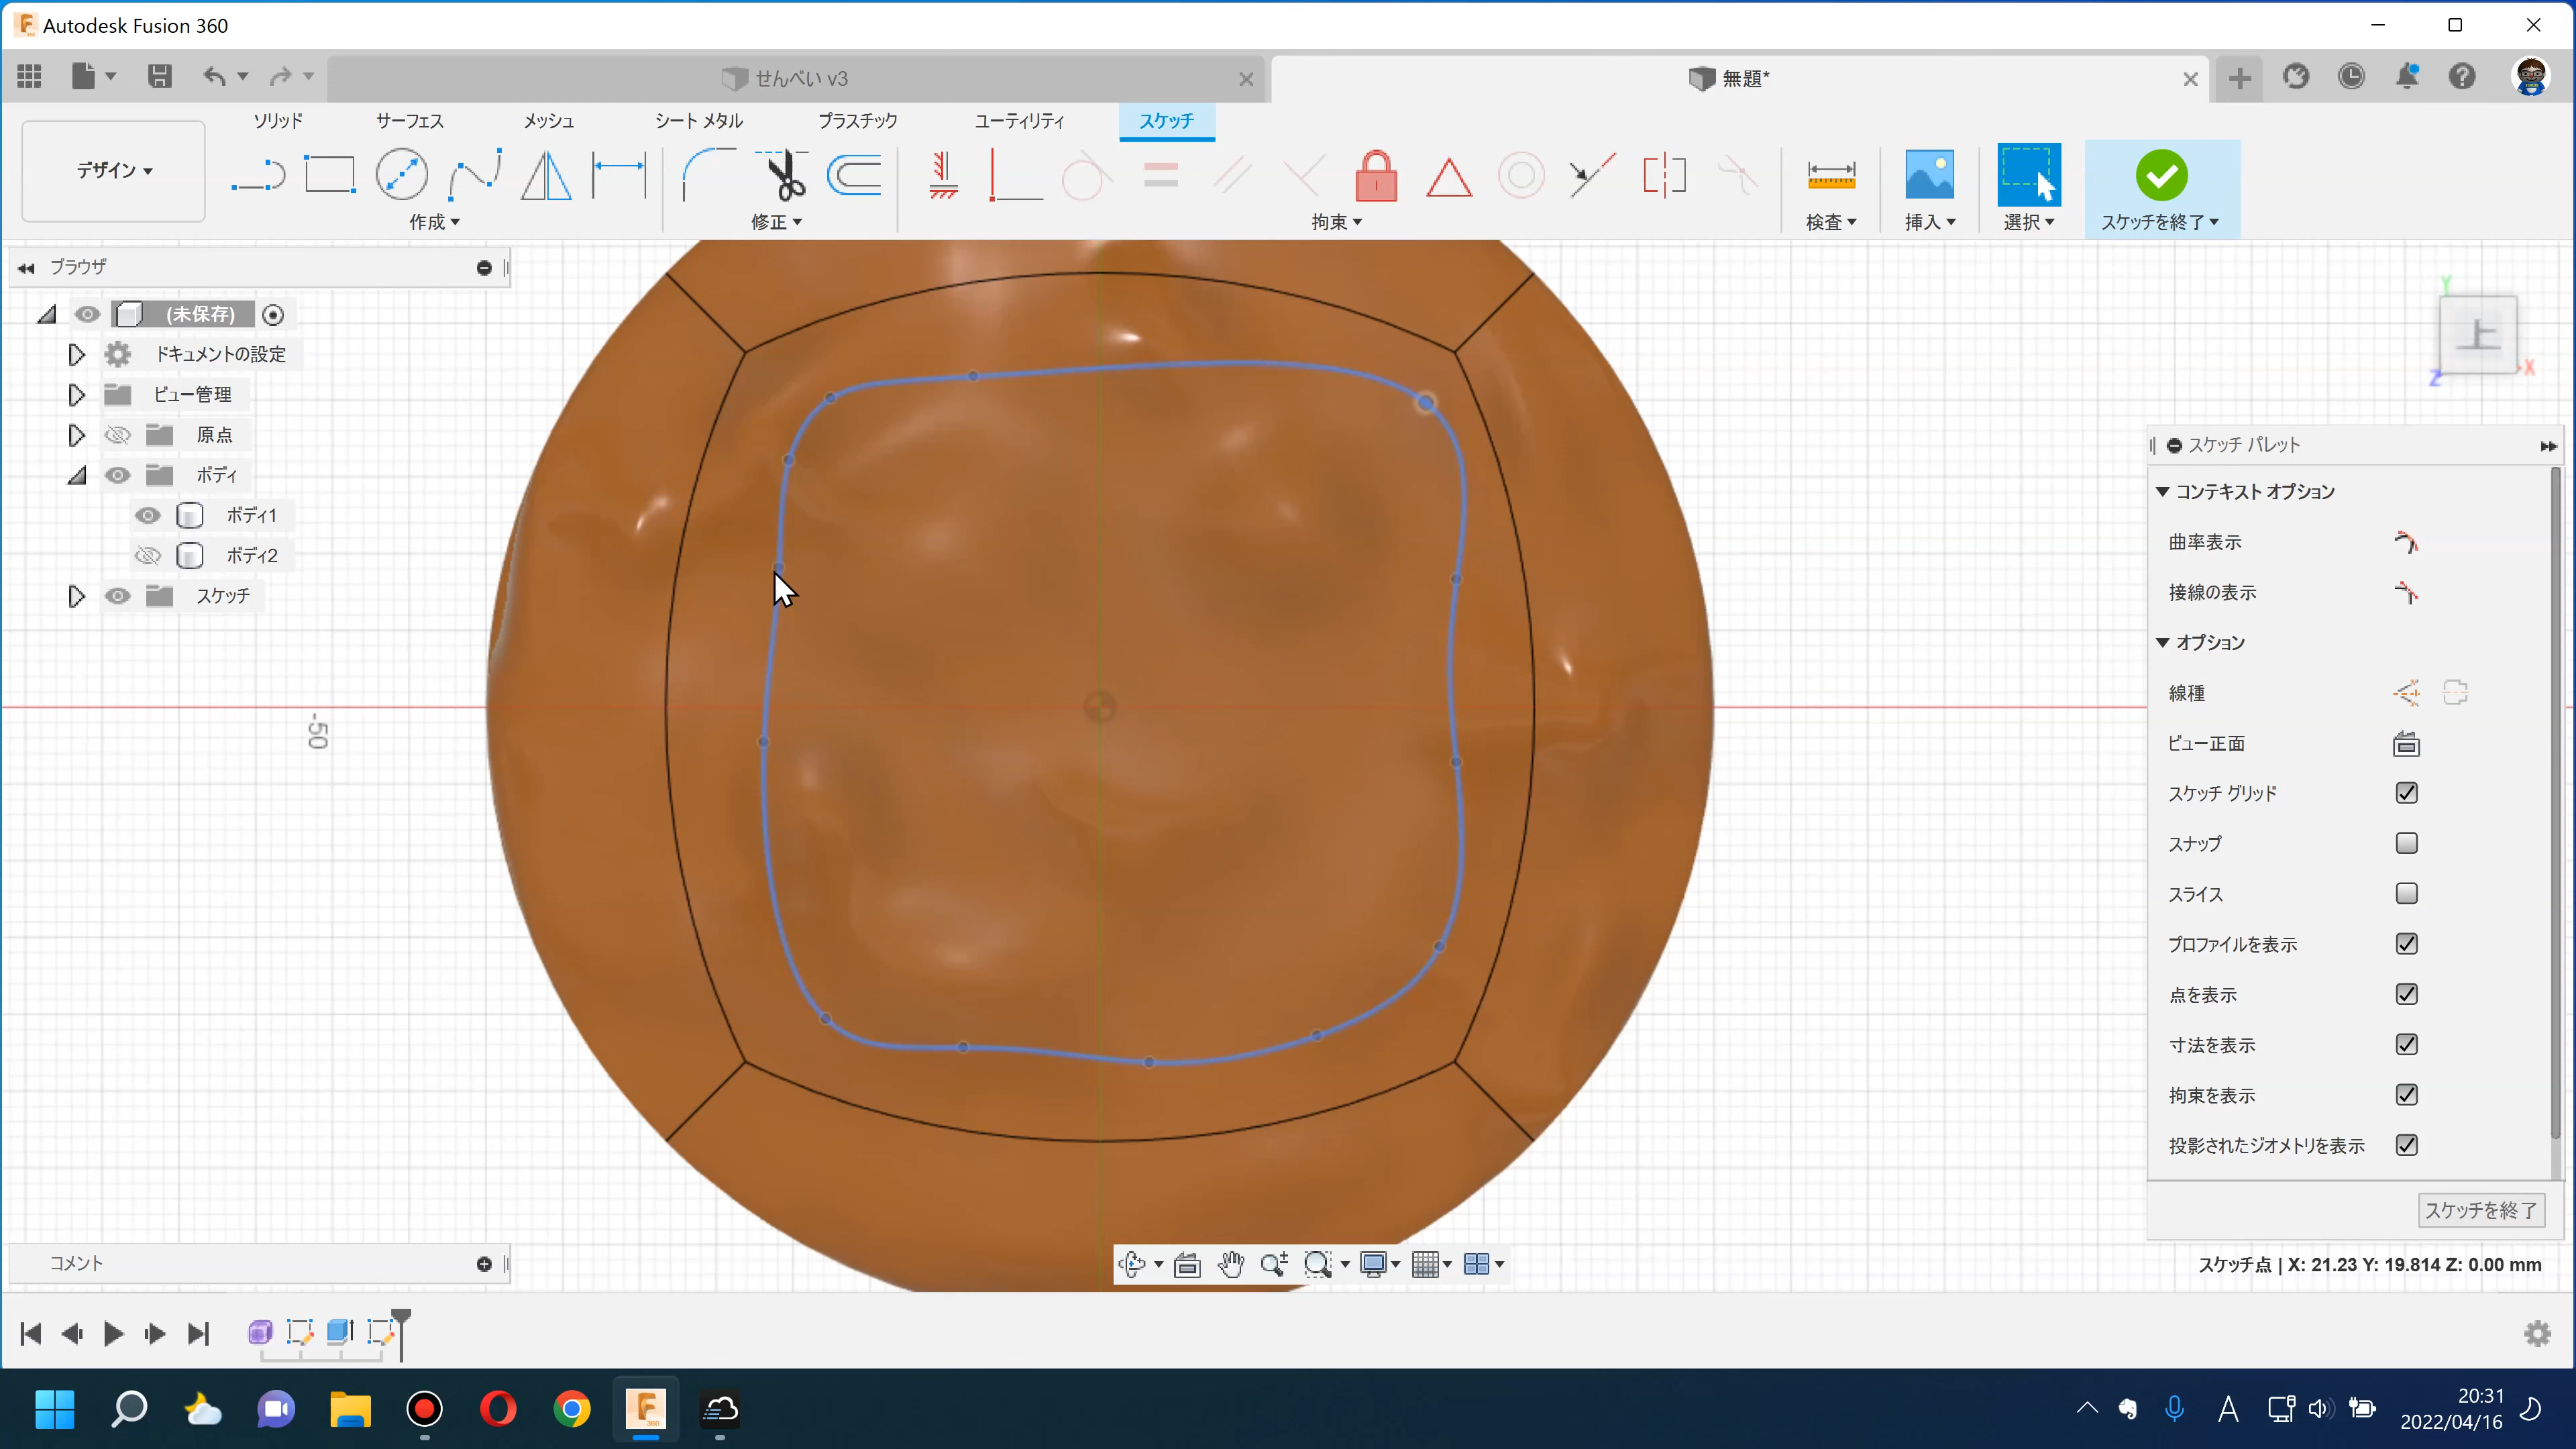 Autodesk Fusion 360
せんべい v3
無題*
デザイン
ソリッド
サーフェス
メッシュ
シート メタル
プラスチック
ユーティリティ
スケッチ
作成
修正
拘束
検査
挿入
選択
スケッチを終了
ブラウザ
(未保存)
ドキュメントの設定
ビュー管理
原点
ボディ
ボディ1
ボディ2
スケッチ
-50
Y
上
Z
X
スケッチ パレット
コンテキスト オプション
曲率表示
接線の表示
オプション
線種
ビュー正面
スケッチ グリッド
スナップ
スライス
プロファイルを表示
点を表示
寸法を表示
拘束を表示
投影されたジオメトリを表示
スケッチを終了
コメント
スケッチ点 | X: 21.23 Y: 19.814 Z: 0.00 mm
A
20:31
2022/04/16